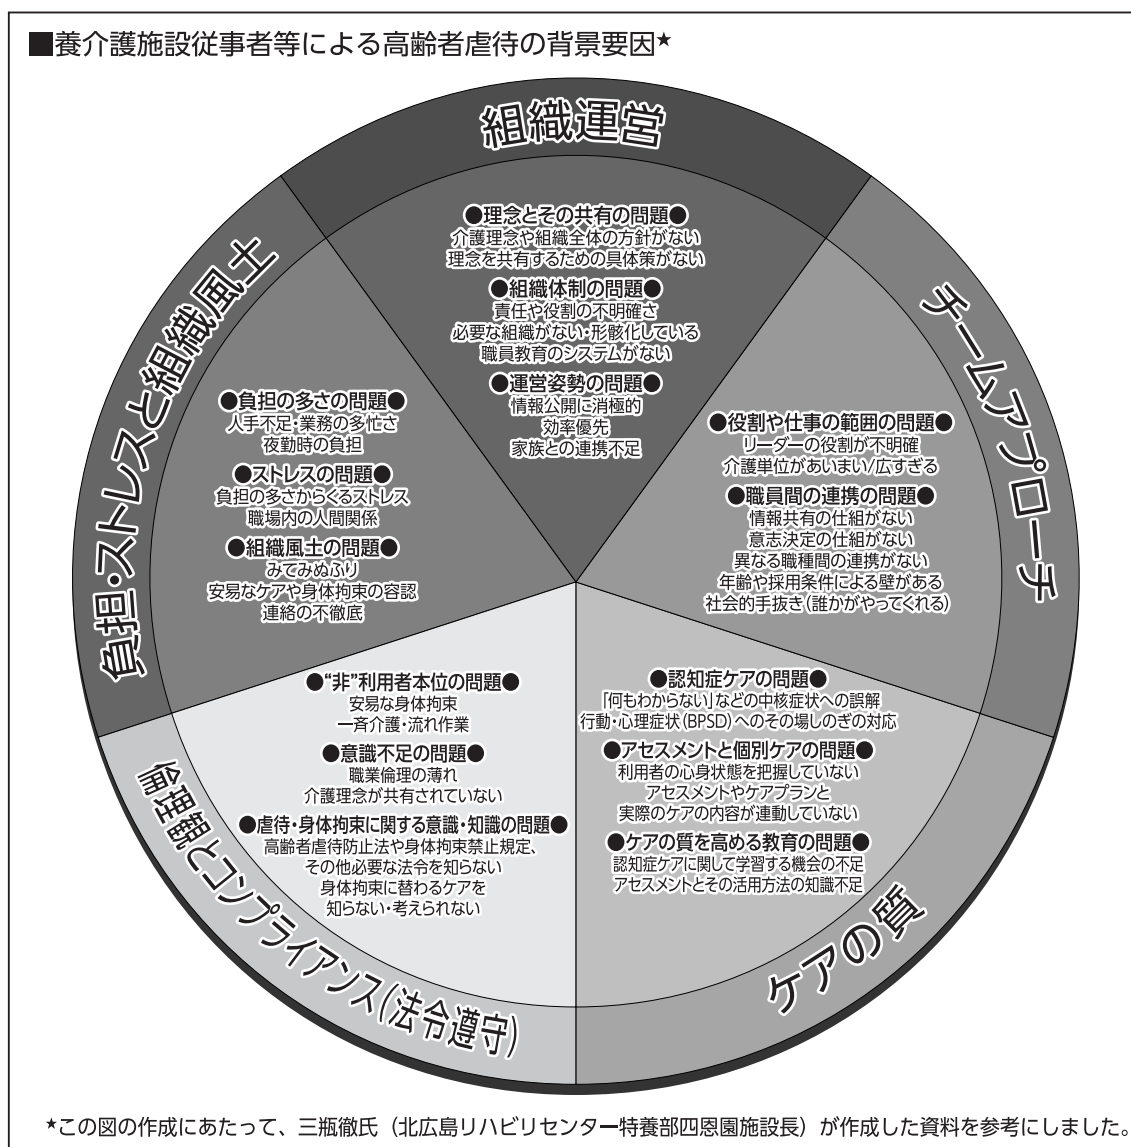 ■養介護施設従事者等による高齢者虐待の背景要因★
組織運営
●理念とその共有の問題●
介護理念や組織全体の方針がない
理念を共有するための具体策がない
●組織体制の問題●
責任や役割の不明確さ
必要な組織がない・形骸化している
職員教育のシステムがない
●運営姿勢の問題●
情報公開に消極的
効率優先
家族との連携不足
チームアプローチ
●役割や仕事の範囲の問題●
リーダーの役割が不明確
介護単位があいまい/広すぎる
●職員間の連携の問題●
情報共有の仕組がない
意志決定の仕組がない
異なる職種間の連携がない
年齢や採用条件による壁がある
社会的手抜き（誰かがやってくれる）
ケアの質
●認知症ケアの問題●
「何もわからない」などの中核症状への誤解
行動・心理症状（BPSD）へのその場しのぎの対応
●アセスメントと個別ケアの問題●
利用者の心身状態を把握していない
アセスメントやケアプランと
実際のケアの内容が連動していない
●ケアの質を高める教育の問題●
認知症ケアに関して学習する機会の不足
アセスメントとその活用方法の知識不足
倫理観とコンプライアンス（法令遵守）
●“非”利用者本位の問題●
安易な身体拘束
一斉介護・流れ作業
●意識不足の問題●
職業倫理の薄れ
介護理念が共有されていない
●虐待・身体拘束に関する意識・知識の問題●
高齢者虐待防止法や身体拘束禁止規定、
その他必要な法令を知らない
身体拘束に替わるケアを
知らない・考えられない
負担・ストレスと組織風土
●負担の多さの問題●
人手不足・業務の多忙さ
夜勤時の負担
●ストレスの問題●
負担の多さからくるストレス
職場内の人間関係
●組織風土の問題●
みてみぬふり
安易なケアや身体拘束の容認
連絡の不徹底
★この図の作成にあたって、三瓶徹氏（北広島リハビリセンター特養部四恩園施設長）が作成した資料を参考にしました。